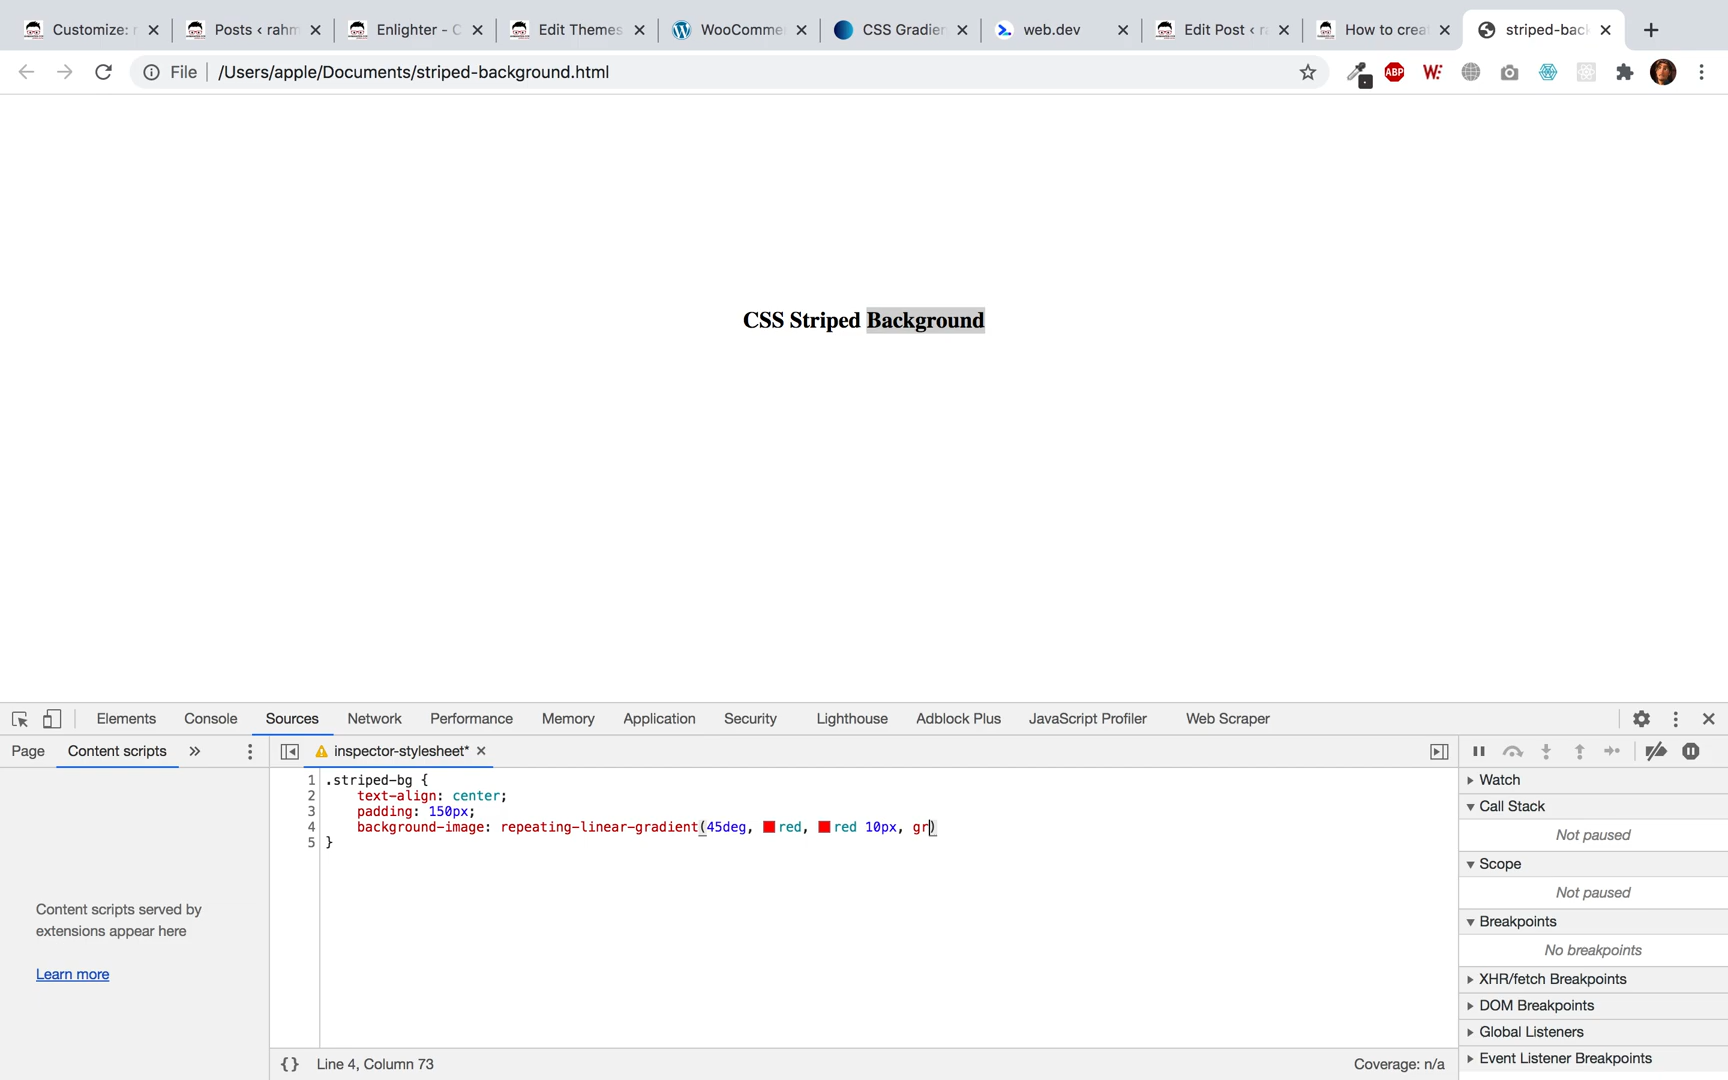 Customize: r
Posts ‹ rahm
Enlighter - C
Edit Themes
WooComme
CSS Gradien
web.dev
Edit Post ‹ ra
How to crea
striped-back
File
/Users/apple/Documents/striped-background.html
ABP
W
CSS Striped Background
Elements
Console
Sources
Network
Performance
Memory
Application
Security
Lighthouse
Adblock Plus
JavaScript Profiler
Web Scraper
Page
Content scripts
»
inspector-stylesheet*
1 .striped-bg {
2 text-align: center;
3 padding: 150px;
4 background-image: repeating-linear-gradient(45deg, red, red 10px, gr)
5 }
Content scripts served by
extensions appear here
Learn more
Watch
Call Stack
Not paused
Scope
Not paused
Breakpoints
No breakpoints
XHR/fetch Breakpoints
DOM Breakpoints
Global Listeners
Event Listener Breakpoints
{ } Line 4, Column 73
Coverage: n/a